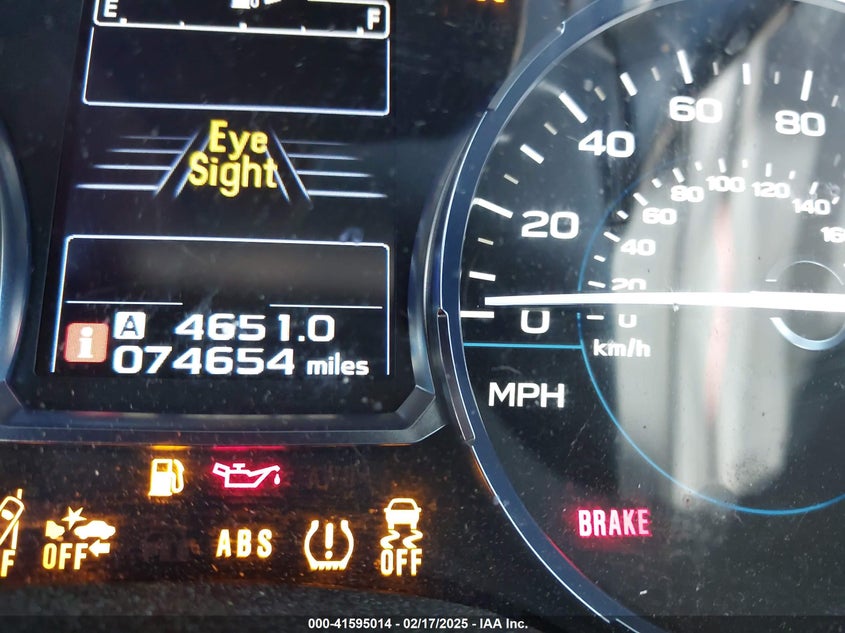 E F
Eye
Sight
A 4651.0
i 074654 miles
0 20 40 60 80
0 20 40 60 80 100 120 140
km/h
MPH
BRAKE
OFF
ABS
OFF
000-41595014 - 02/17/2025 - IAA Inc.